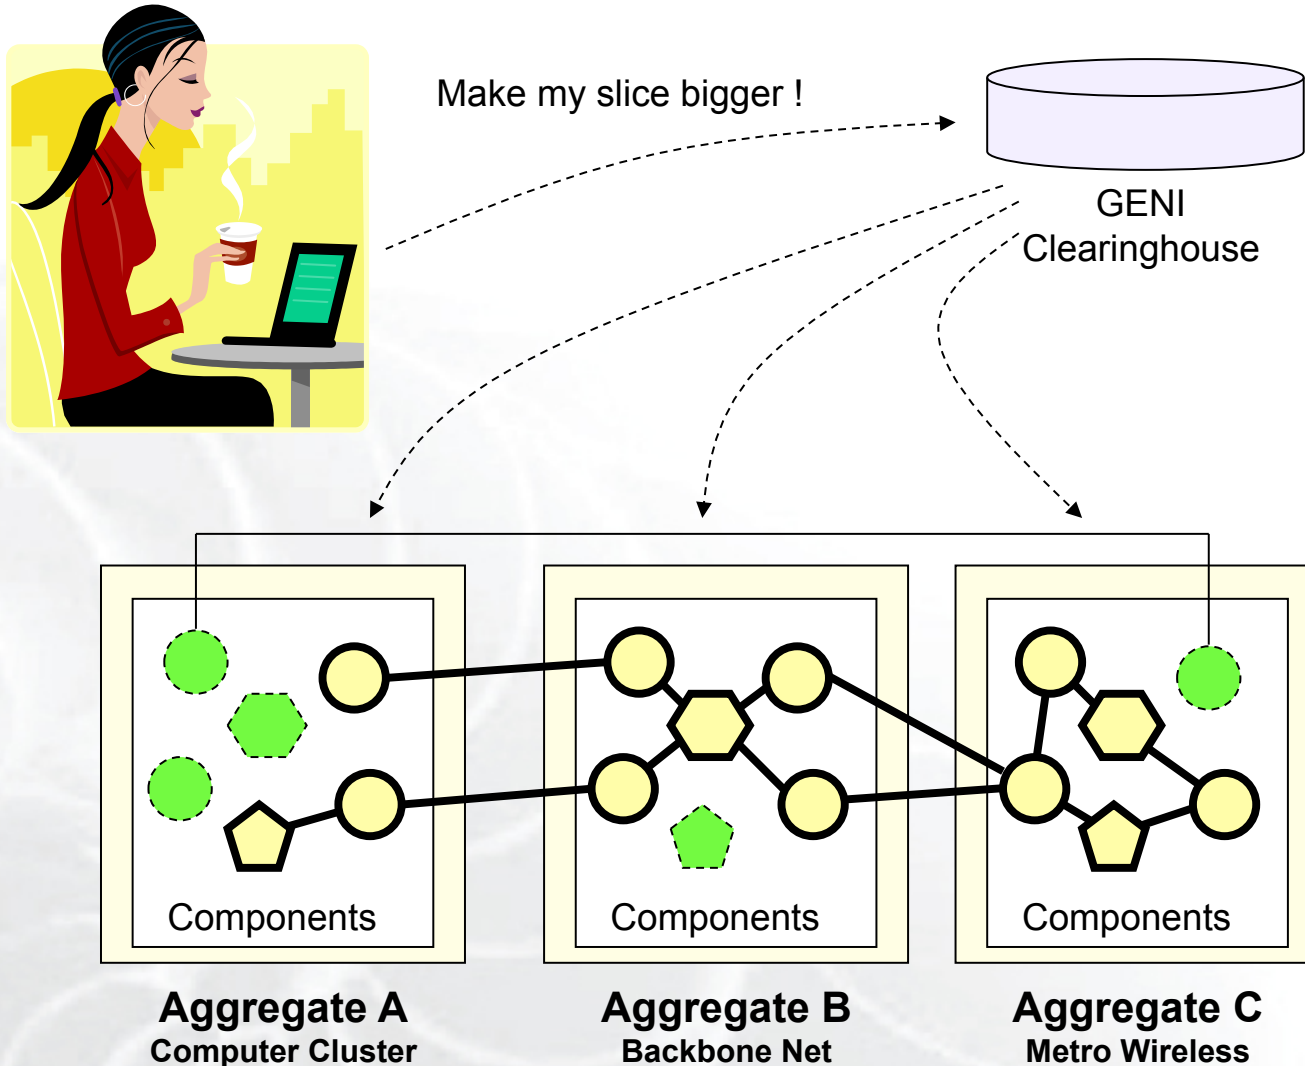 Make my slice bigger !
GENI
Clearinghouse
Components
Components
Components
Aggregate A
Computer Cluster
Aggregate B
Backbone Net
Aggregate C
Metro Wireless